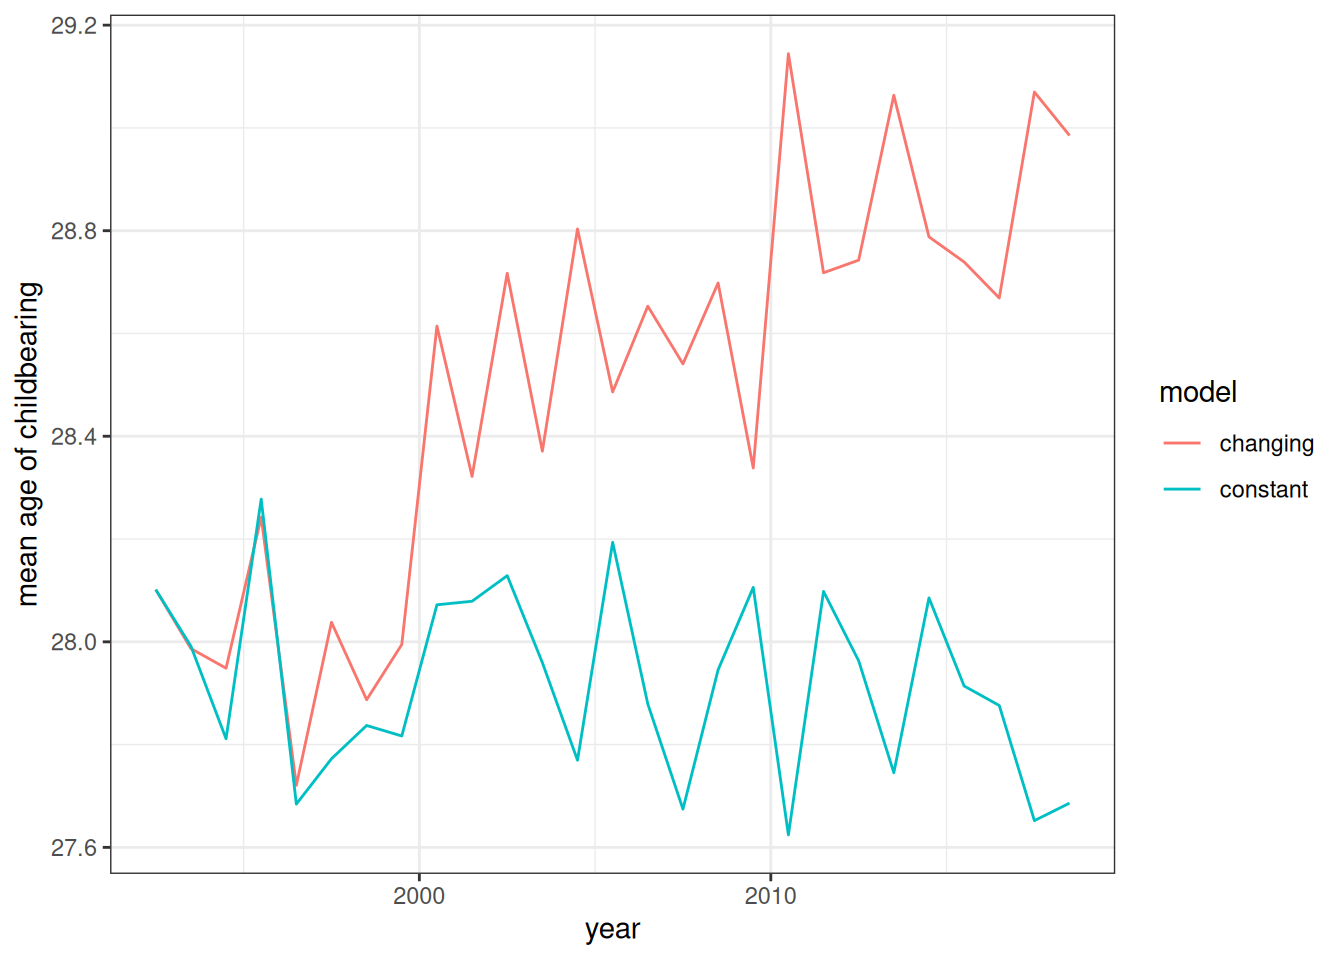 29.2
28.8
28.4
28.0
27.6
mean age of childbearing
2000
2010
year
model
changing
constant